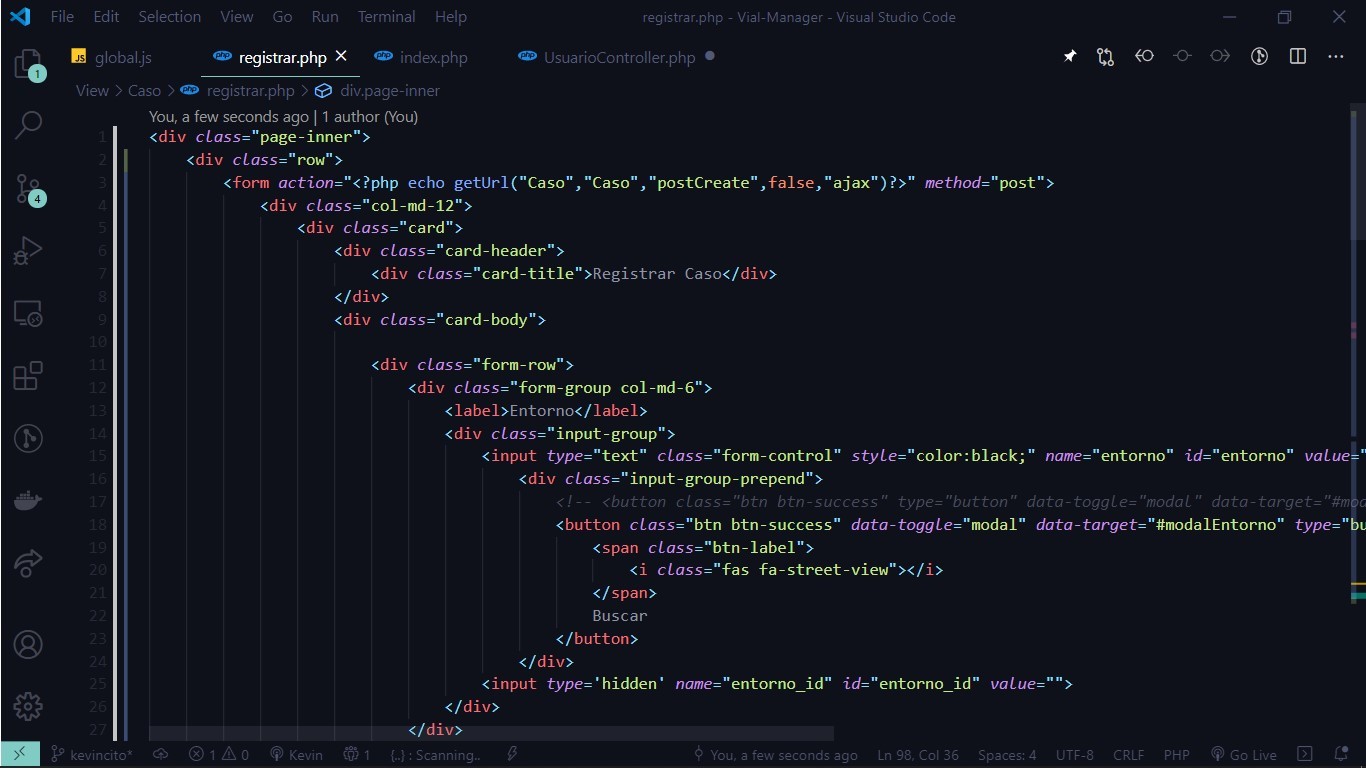 File Edit Selection View Go Run Terminal Help registrar.php - Vial-Manager - Visual Studio Code
JS global.js php registrar.php php index.php php UsuarioController.php
1
View > Caso > php registrar.php > div.page-inner
You, a few seconds ago | 1 author (You)
1 <div class="page-inner">
2 <div class="row">
3 <form action="<?php echo getUrl("Caso","Caso","postCreate",false,"ajax")?>" method="post">
4 <div class="col-md-12">
4
5 <div class="card">
6 <div class="card-header">
7 <div class="card-title">Registrar Caso</div>
8 </div>
9 <div class="card-body">
10
11 <div class="form-row">
12 <div class="form-group col-md-6">
13 <label>Entorno</label>
14 <div class="input-group">
15 <input type="text" class="form-control" style="color:black;" name="entorno" id="entorno" value="
16 <div class="input-group-prepend">
17 <!-- <button class="btn btn-success" type="button" data-toggle="modal" data-target="#mod
18 <button class="btn btn-success" data-toggle="modal" data-target="#modalEntorno" type="bu
19 <span class="btn-label">
20 <i class="fas fa-street-view"></i>
21 </span>
22 Buscar
23 </button>
24 </div>
25 <input type='hidden' name="entorno_id" id="entorno_id" value="">
26 </div>
27 </div>
kevincito* 1 0 Kevin 1 {..} : Scanning.. You, a few seconds ago Ln 98, Col 36 Spaces: 4 UTF-8 CRLF PHP Go Live